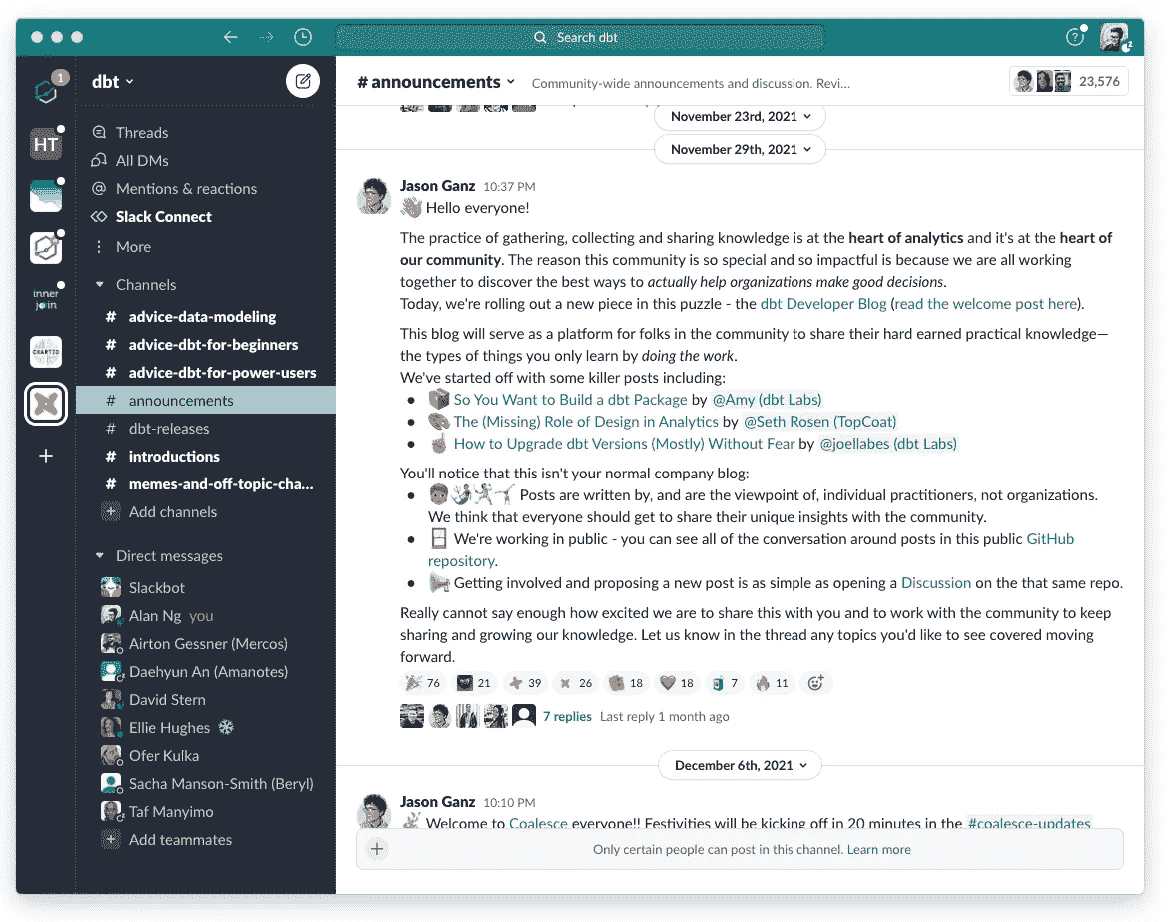 Search dbt
1
HT
inner
join
CHARTIO
dbt
Threads
All DMs
@ Mentions & reactions
Slack Connect
More
Channels
# advice-data-modeling
# advice-dbt-for-beginners
# advice-dbt-for-power-users
# announcements
# dbt-releases
# introductions
# memes-and-off-topic-cha...
+ Add channels
Direct messages
Slackbot
Alan Ng you
Airton Gessner (Mercos)
Daehyun An (Amanotes)
David Stern
Ellie Hughes
Ofer Kulka
Sacha Manson-Smith (Beryl)
Taf Manyimo
+ Add teammates
# announcements Community-wide announcements and discussion. Revi... 23,576
November 23rd, 2021
November 29th, 2021
Jason Ganz 10:37 PM
Hello everyone!
The practice of gathering, collecting and sharing knowledge is at the heart of analytics and it's at the heart of
our community. The reason this community is so special and so impactful is because we are all working
together to discover the best ways to actually help organizations make good decisions.
Today, we're rolling out a new piece in this puzzle - the dbt Developer Blog (read the welcome post here).
This blog will serve as a platform for folks in the community to share their hard earned practical knowledge—
the types of things you only learn by doing the work.
We've started off with some killer posts including:
• So You Want to Build a dbt Package by @Amy (dbt Labs)
• The (Missing) Role of Design in Analytics by @Seth Rosen (TopCoat)
• How to Upgrade dbt Versions (Mostly) Without Fear by @joellabes (dbt Labs)
You'll notice that this isn't your normal company blog:
• Posts are written by, and are the viewpoint of, individual practitioners, not organizations.
We think that everyone should get to share their unique insights with the community.
• We're working in public - you can see all of the conversation around posts in this public GitHub
repository.
• Getting involved and proposing a new post is as simple as opening a Discussion on the that same repo.
Really cannot say enough how excited we are to share this with you and to work with the community to keep
sharing and growing our knowledge. Let us know in the thread any topics you'd like to see covered moving
forward.
76 21 39 26 18 18 7 11
7 replies Last reply 1 month ago
December 6th, 2021
Jason Ganz 10:10 PM
Welcome to Coalesce everyone!! Festivities will be kicking off in 20 minutes in the #coalesce-updates
+ Only certain people can post in this channel. Learn more